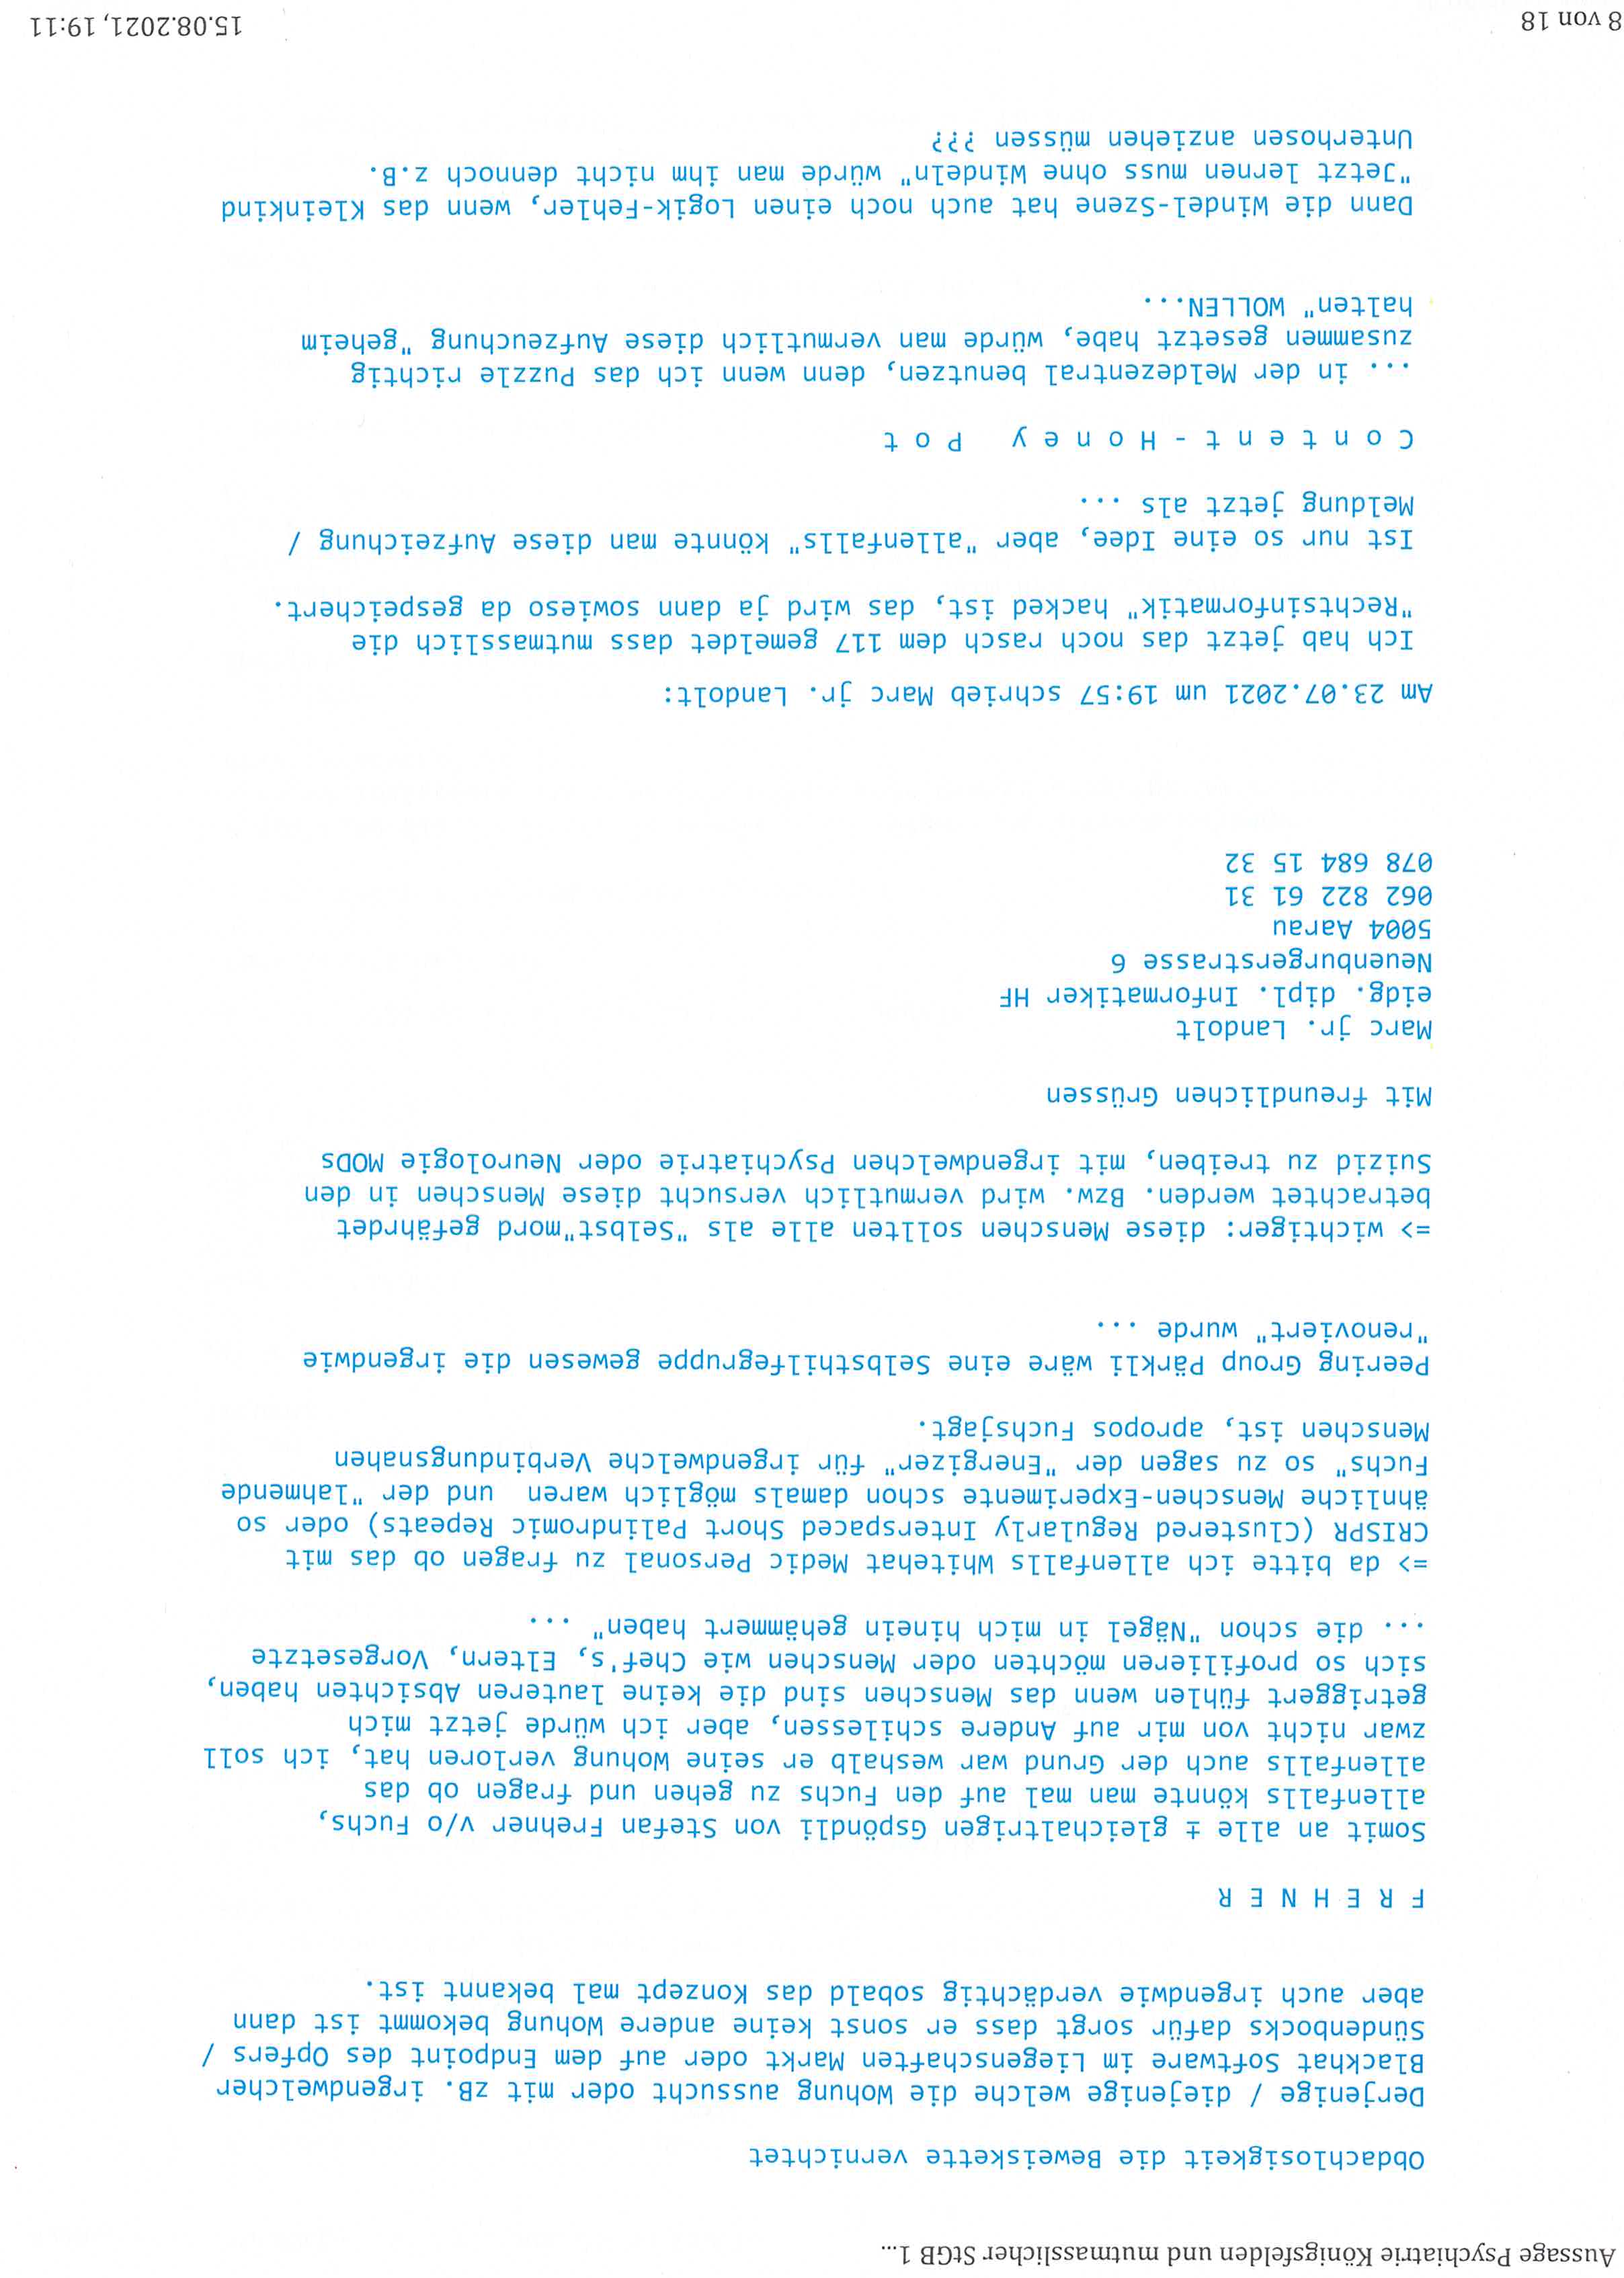 Aussage Psychiatrie Königsfelden und mutmasslicher StGB 1...
Obdachlosigkeit die Beweiskette vernichtet
Derjenige / diejenige welche die Wohung aussucht oder mit zB. irgendwelcher
Blackhat Software im Liegenschaften Markt oder auf dem Endpoint des Opfers /
Sündenbocks dafür sorgt dass er sonst keine andere Wohung bekommt ist dann
aber auch irgendwie verdächtig sobald das Konzept mal bekannt ist.
F R E H N E R
Somit an alle ± gleichaltrigen Gspöndli von Stefan Frehner v/o Fuchs,
allenfalls könnte man mal auf den Fuchs zu gehen und fragen ob das
allenfalls auch der Grund war weshalb er seine Wohung verloren hat, ich soll
zwar nicht von mir auf Andere schliessen, aber ich würde jetzt mich
getriggert fühlen wenn das Menschen sind die keine lauteren Absichten haben,
sich so profilieren möchten oder Menschen wie Chef's, Eltern, Vorgesetzte
... die schon "Nägel in mich hinein gehämmert haben" ...
=> da bitte ich allenfalls Whitehat Medic Personal zu fragen ob das mit
CRISPR (Clustered Regularly Interspaced Short Palindromic Repeats) oder so
ähnliche Menschen-Experimente schon damals möglich waren und der "lahmende
Fuchs" so zu sagen der "Energizer" für irgendwelche Verbindungsnahen
Menschen ist, apropos Fuchsjagt.
Peering Group Pärkli wäre eine Selbsthilfegruppe gewesen die irgendwie
"renoviert" wurde ...
=> wichtiger: diese Menschen sollten alle als "Selbst"mord gefährdet
betrachtet werden. Bzw. wird vermutlich versucht diese Menschen in den
Suizid zu treiben, mit irgendwelchen Psychiatrie oder Neurologie MODs
Mit freundlichen Grüssen
Marc jr. Landolt
eidg. dipl. Informatiker HF
Neuenburgerstrasse 6
5004 Aarau
062 822 61 31
078 684 15 32
Am 23.07.2021 um 19:57 schrieb Marc jr. Landolt:
Ich hab jetzt das noch rasch dem 117 gemeldet dass mutmasslich die
"Rechtsinformatik" hacked ist, das wird ja dann sowieso da gespeichert.
Ist nur so eine Idee, aber "allenfalls" könnte man diese Aufzeichung /
Meldung jetzt als ...
C o n t e n t - H o n e y P o t
... in der Meldezentral benutzen, denn wenn ich das Puzzle richtig
zusammen gesetzt habe, würde man vermutlich diese Aufzeuchung "geheim
halten" WOLLEN...
Dann die Windel-Szene hat auch noch einen Logik-Fehler, wenn das Kleinkind
"Jetzt lernen muss ohne Windeln" würde man ihm nicht dennoch z.B.
Unterhosen anziehen müssen ???
8 von 18
15.08.2021, 19:11